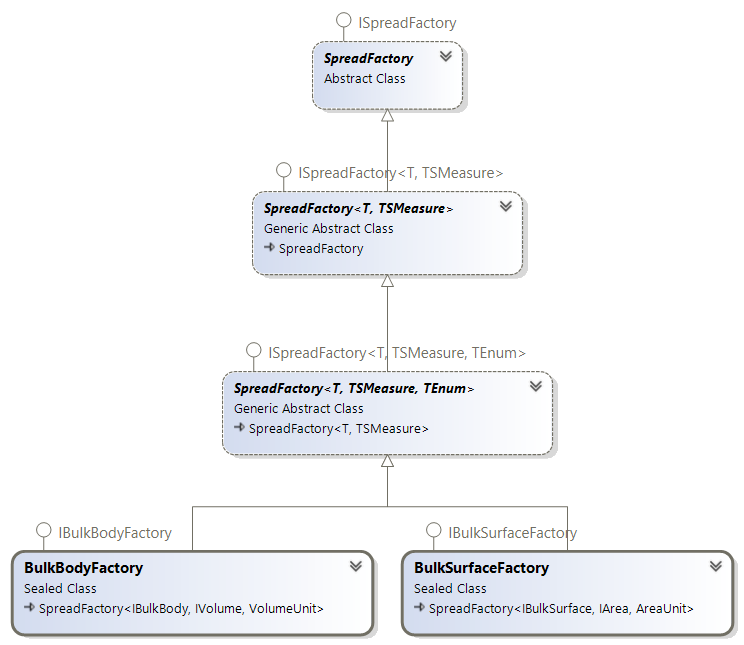 ISpreadFactory
SpreadFactory
Abstract Class
ISpreadFactory<T, TSMeasure>
SpreadFactory<T, TSMeasure>
Generic Abstract Class
SpreadFactory
ISpreadFactory<T, TSMeasure, TEnum>
SpreadFactory<T, TSMeasure, TEnum>
Generic Abstract Class
SpreadFactory<T, TSMeasure>
IBulkBodyFactory
BulkBodyFactory
Sealed Class
SpreadFactory<IBulkBody, IVolume, VolumeUnit>
IBulkSurfaceFactory
BulkSurfaceFactory
Sealed Class
SpreadFactory<IBulkSurface, IArea, AreaUnit>